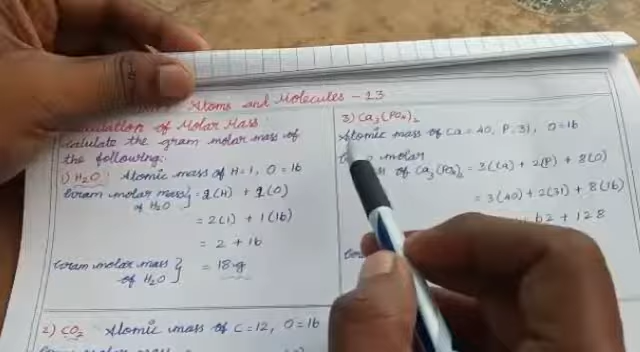 Atoms and Molecules - 13
of Molar Mass:
Calulate the gram molar mass of
the following:.
1) H₂O: Atomic mass of H=1, O=16
Gram molar mass} = 2(H) + 1(O)
of H₂O
= 2(1) + 1(16)
= 2 + 16
Gram molar mass} = 18 g
of H₂O
2) CO₂ Atomic mass of C=12, O=16
3) Ca₃(PO₄)₂
Atomic mass of Ca=40, P=31, O=16
molar
of Ca₃(PO₄)₂ = 3(Ca) + 2(P) + 8(O)
= 3(40) + 2(31) + 8(16)
62 + 128